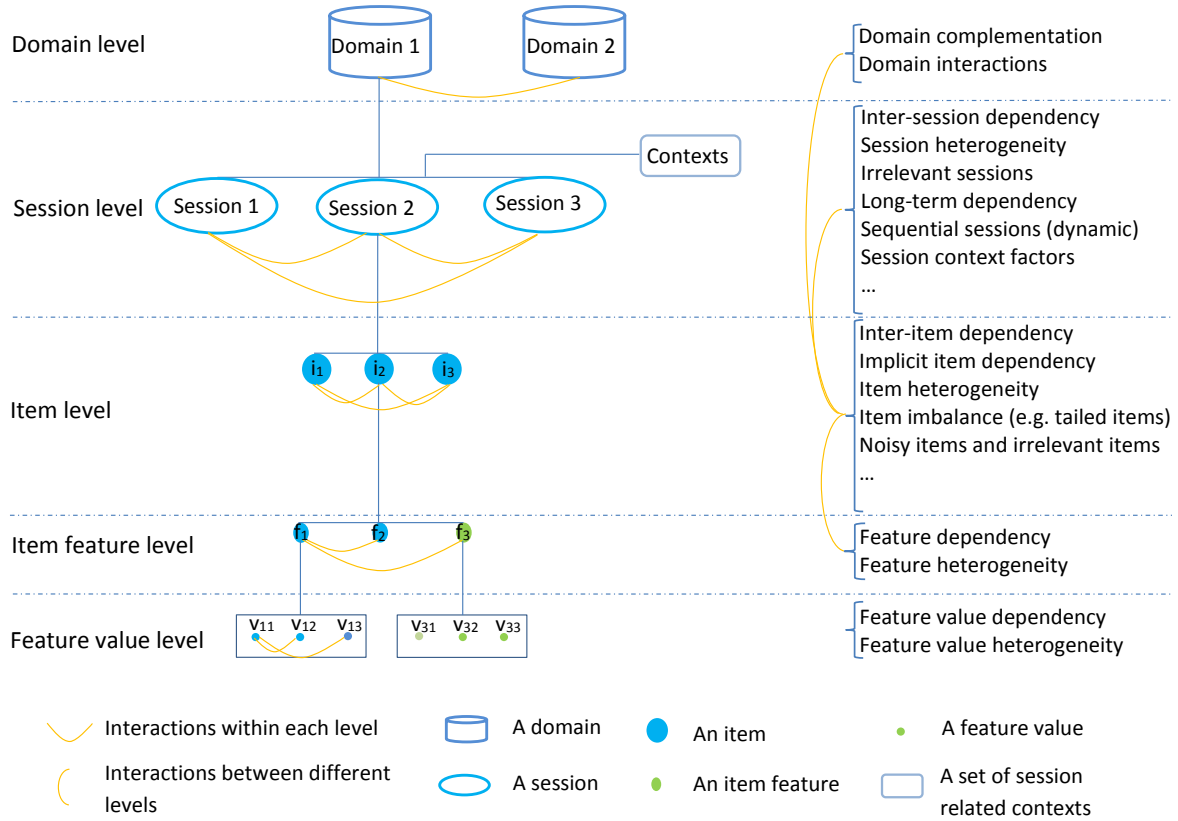 Domain level
Domain 1
Domain 2
Domain complementation
Domain interactions
Session level
Contexts
Session 1
Session 2
Session 3
Inter-session dependency
Session heterogeneity
Irrelevant sessions
Long-term dependency
Sequential sessions (dynamic)
Session context factors
...
Item level
i1
i2
i3
Inter-item dependency
Implicit item dependency
Item heterogeneity
Item imbalance (e.g. tailed items)
Noisy items and irrelevant items
...
Item feature level
f1
f2
f3
Feature dependency
Feature heterogeneity
Feature value level
v11
v12
v13
v31
v32
v33
Feature value dependency
Feature value heterogeneity
Interactions within each level
A domain
An item
A feature value
Interactions between different
levels
A session
An item feature
A set of session
related contexts